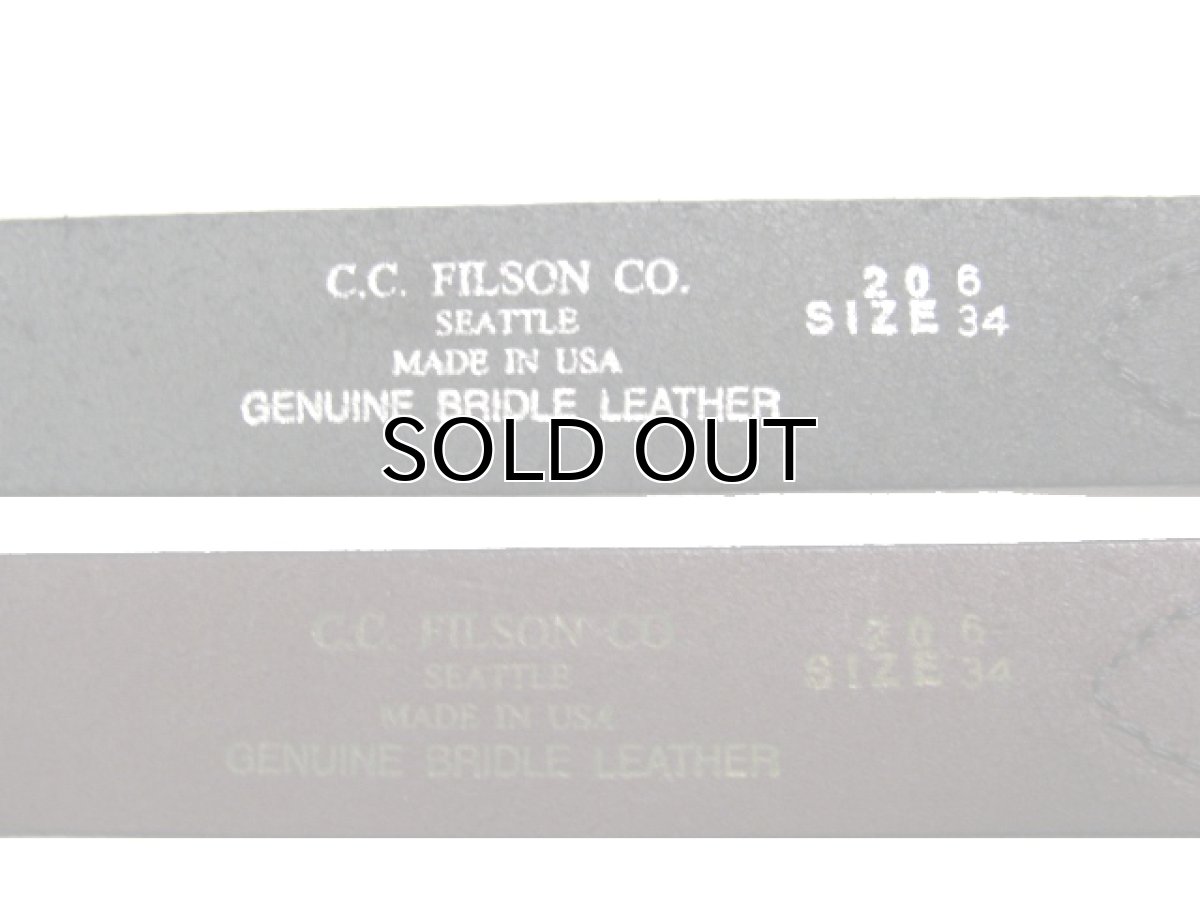 C.C. FILSON CO.
SEATTLE
MADE IN USA
GENUINE BRIDLE LEATHER
206
SIZE 34
SOLD OUT
C.C. FILSON CO
SEATTLE
MADE IN USA
GENUINE BRIDLE LEATHER
206
SIZE 34